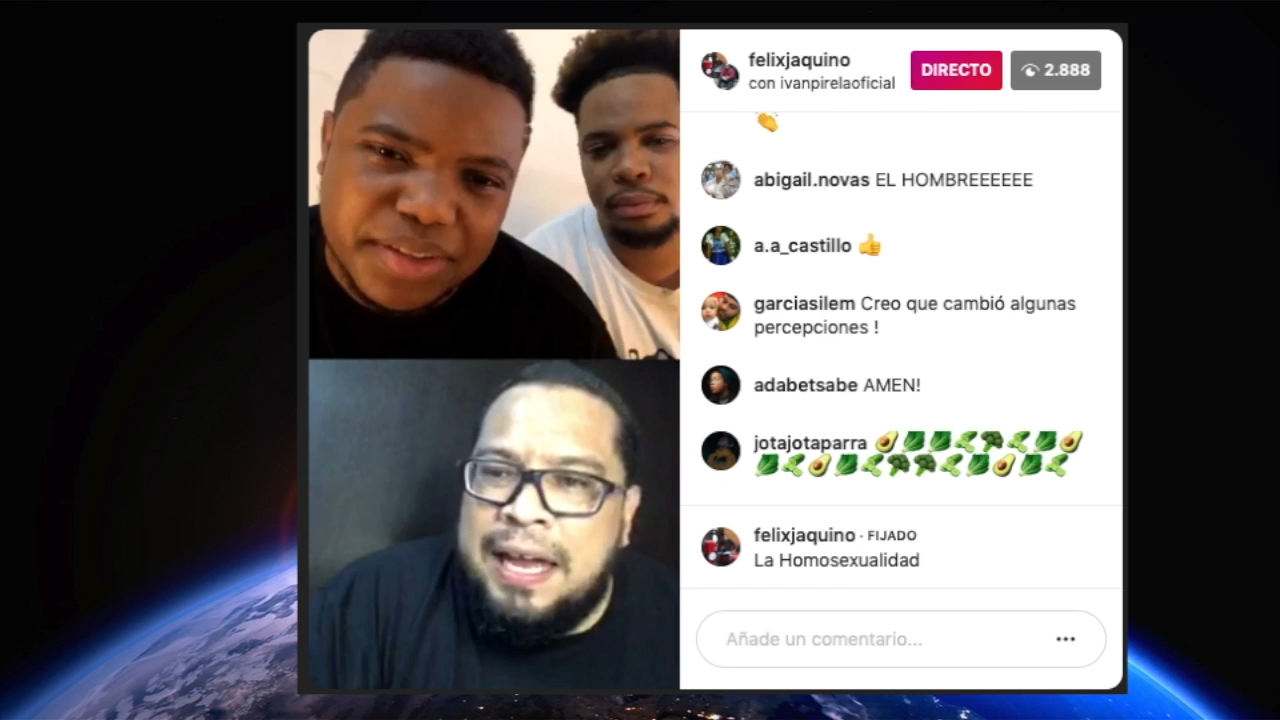 felixjaquino
con ivanpirelaoficial
DIRECTO
2.888
abigail.novas EL HOMBREEEEEE
a.a_castillo
garciasilem Creo que cambió algunas
percepciones !
adabetsabe AMEN!
jotajotaparra
felixjaquino · FIJADO
La Homosexualidad
Añade un comentario...